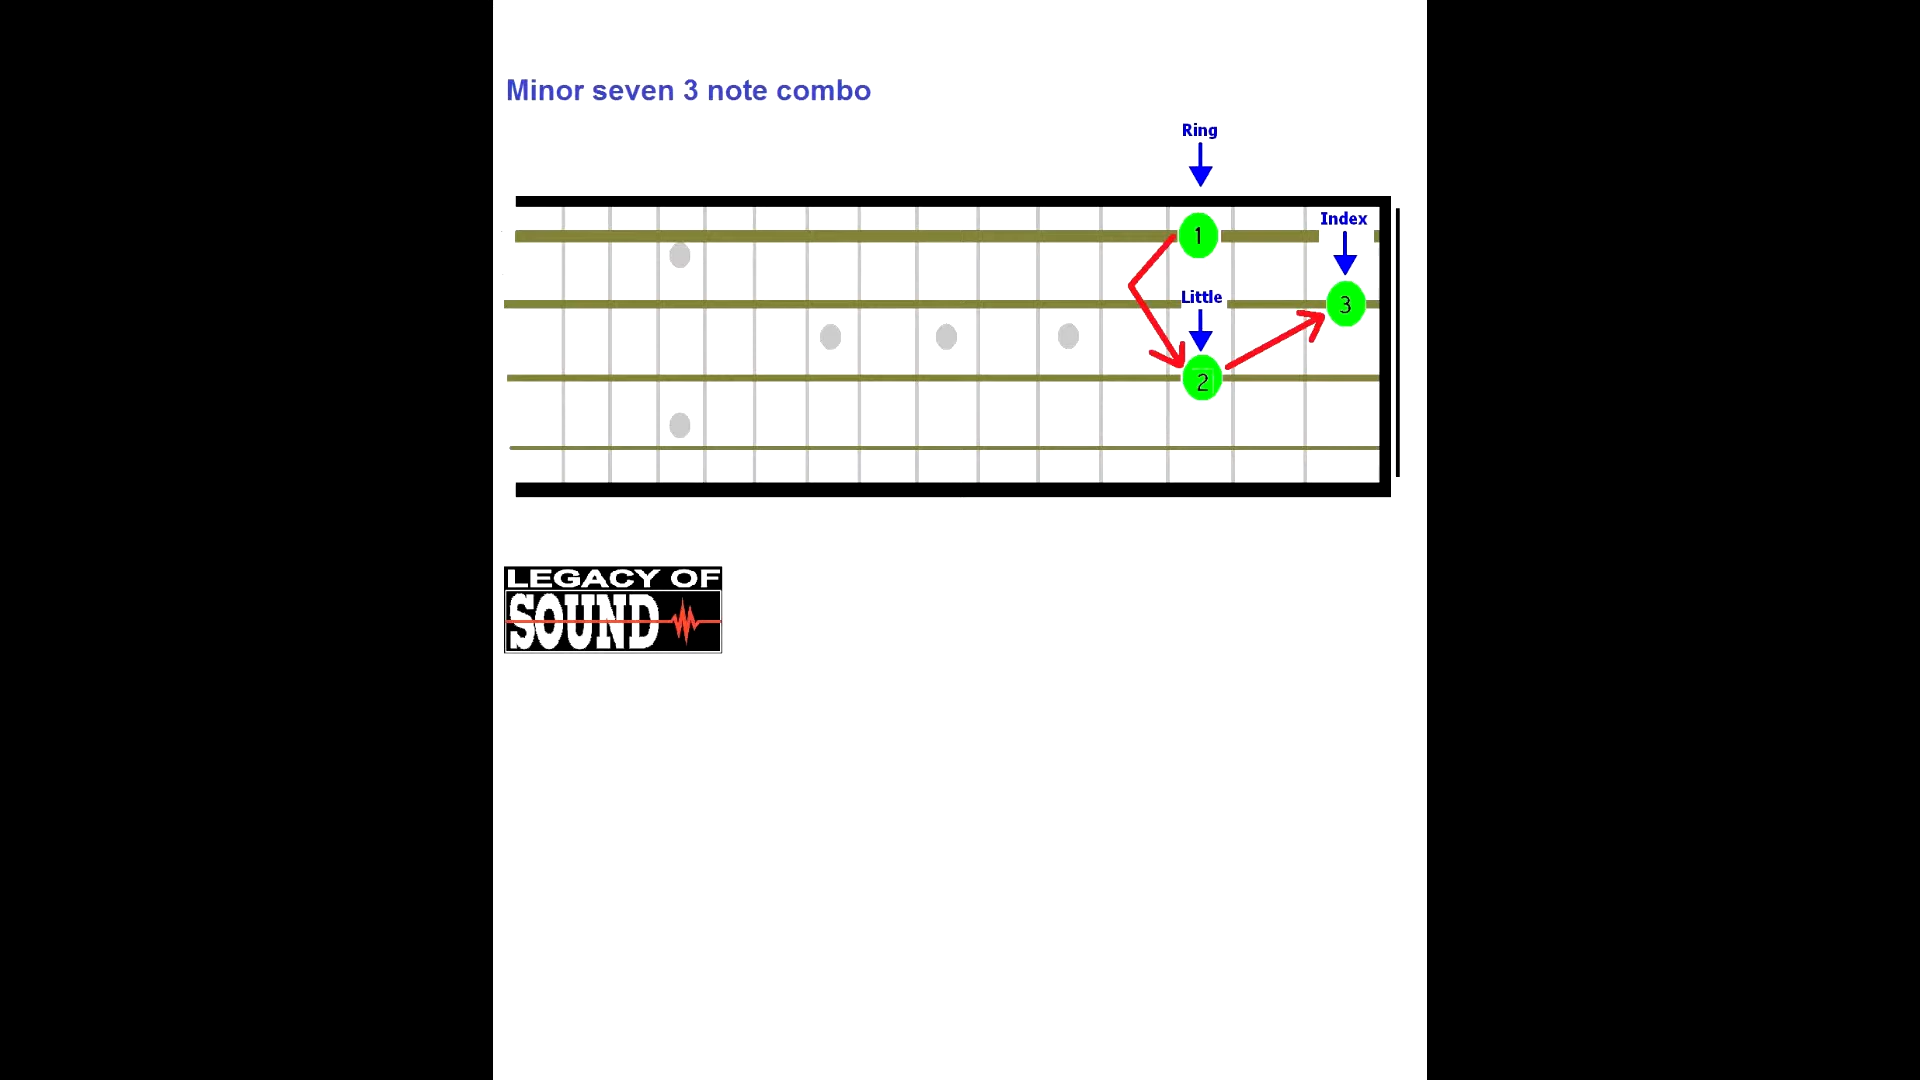 Minor seven 3 note combo
Ring
Index
1
Little
3
2
LEGACY OF
SOUND